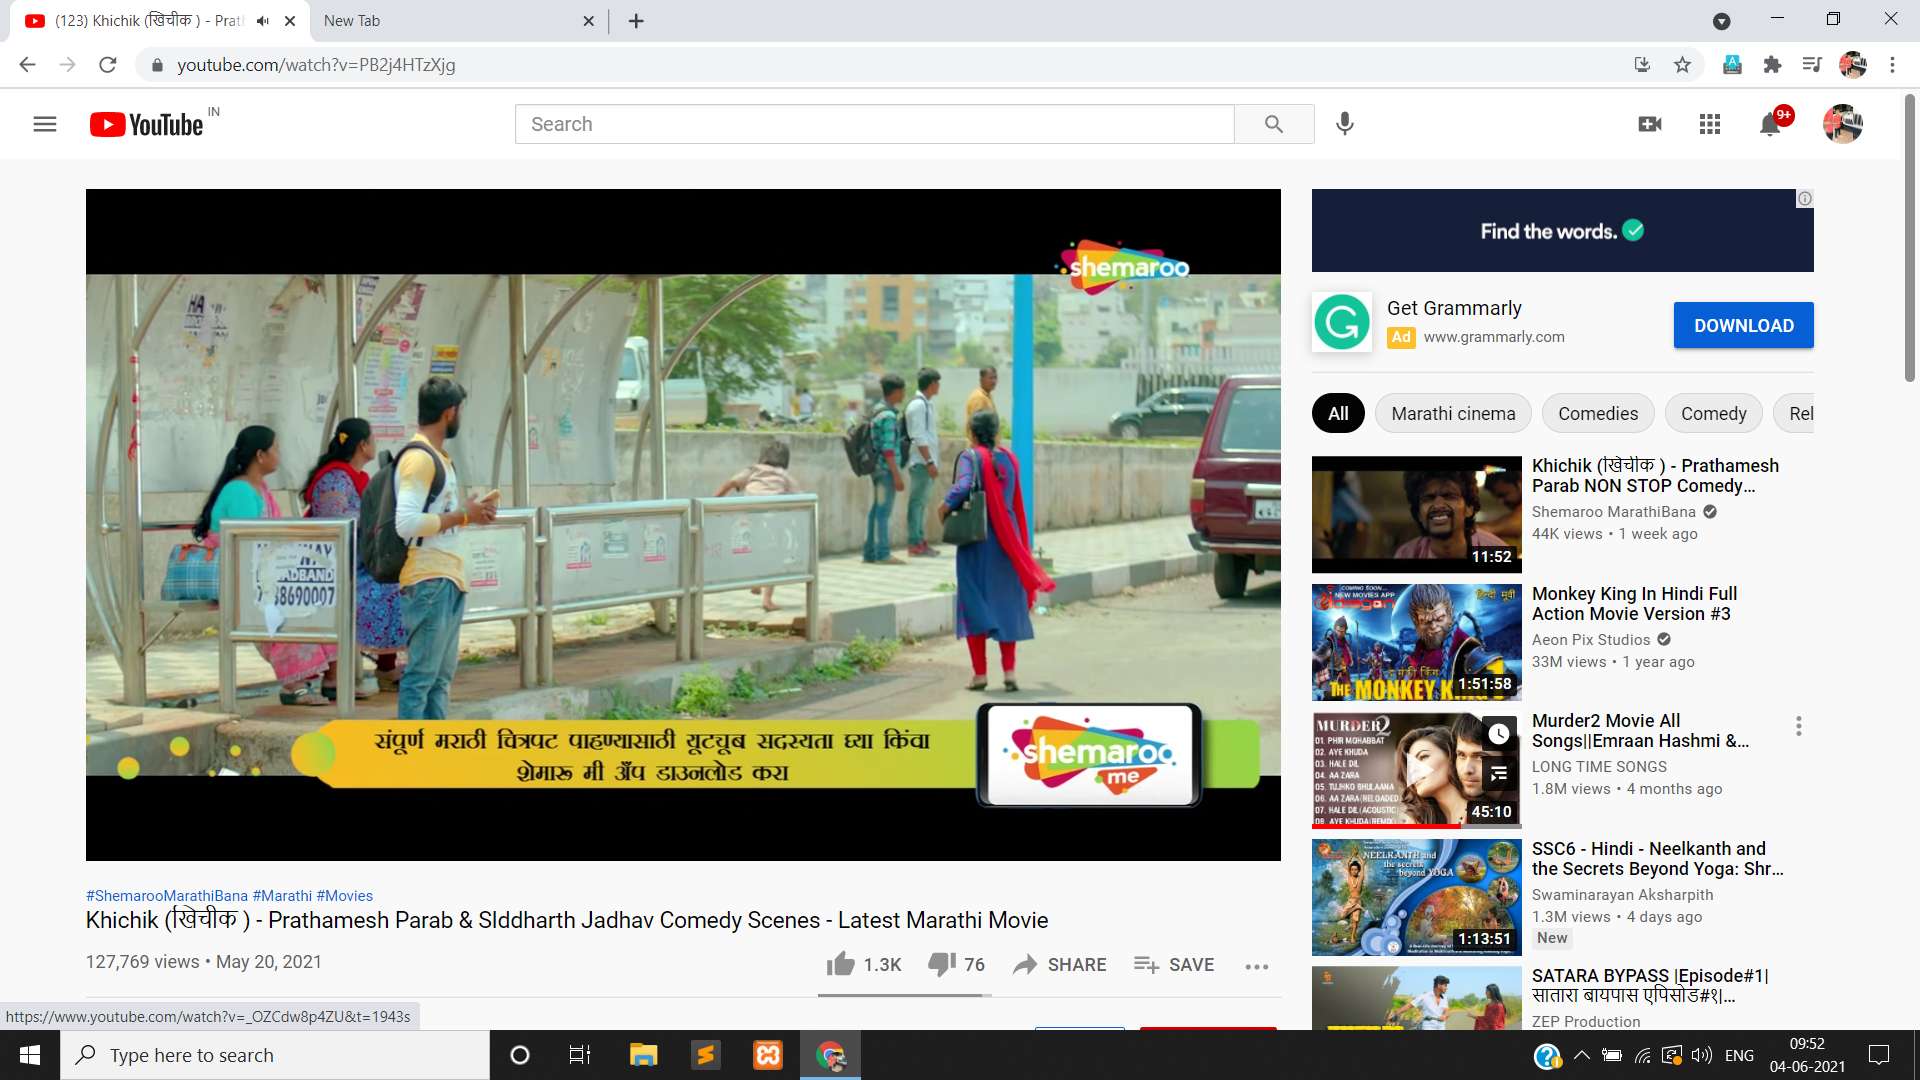 (123) Khichik (खिचीक ) - Prat
New Tab
youtube.com/watch?v=PB2j4HTzXjg
YouTube IN
Search
9+
shemaroo
HA
ADBAND
38690007
संपूर्ण मराठी चित्रपट पाहण्यासाठी यूट्यूब सदस्यता घ्या किंवा
शेमारू मी अ‍ॅप डाउनलोड करा
shemaroo
me
#ShemarooMarathiBana #Marathi #Movies
Khichik (खिचीक ) - Prathamesh Parab & SIddharth Jadhav Comedy Scenes - Latest Marathi Movie
127,769 views • May 20, 2021
1.3K
76
SHARE
SAVE
Find the words.
Get Grammarly
Ad www.grammarly.com
DOWNLOAD
All
Marathi cinema
Comedies
Comedy
Rel
Khichik (खिचीक ) - Prathamesh
Parab NON STOP Comedy...
Shemaroo MarathiBana
44K views • 1 week ago
11:52
COMING SOON...
NEW MOVIES APP
हिन्दी मूवी
THE MONKEY K
1:51:58
Monkey King In Hindi Full
Action Movie Version #3
Aeon Pix Studios
33M views • 1 year ago
MURDER2
01. PHIR MOHABBAT
02. AYE KHUDA
03. HALE DIL
04. AA ZARA
05. TUJHKO BHULAANA
06. AA ZARA(RELOADED)
07. HALE DIL(ACOUSTIC)
08. AYE KHUDA(REMIX)
45:10
Murder2 Movie All
Songs||Emraan Hashmi &...
LONG TIME SONGS
1.8M views • 4 months ago
NEELKANTH and
the secrets
beyond YOGA
1:13:51
SSC6 - Hindi - Neelkanth and
the Secrets Beyond Yoga: Shr...
Swaminarayan Aksharpith
1.3M views • 4 days ago
New
SATARA BYPASS |Episode#1|
सातारा बायपास एपिसोड#१|...
ZEP Production
https://www.youtube.com/watch?v=_OZCdw8p4ZU&t=1943s
Type here to search
ENG
09:52
04-06-2021